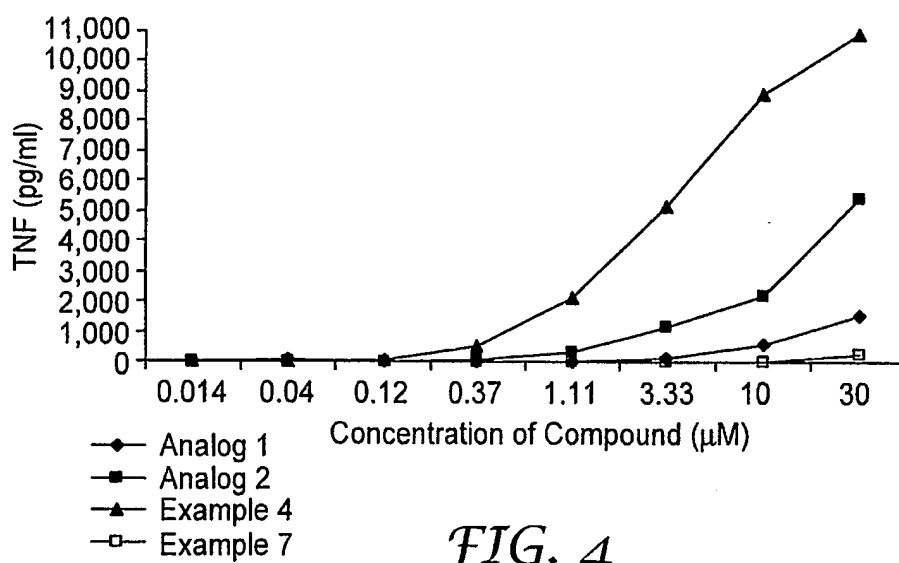 11,000
10,000
9,000
8,000
7,000
6,000
5,000
4,000
3,000
2,000
1,000
0
TNF (pg/ml)
0.014 0.04 0.12 0.37 1.11 3.33 10 30
Concentration of Compound (µM)
Analog 1
Analog 2
Example 4
Example 7
FIG. 4